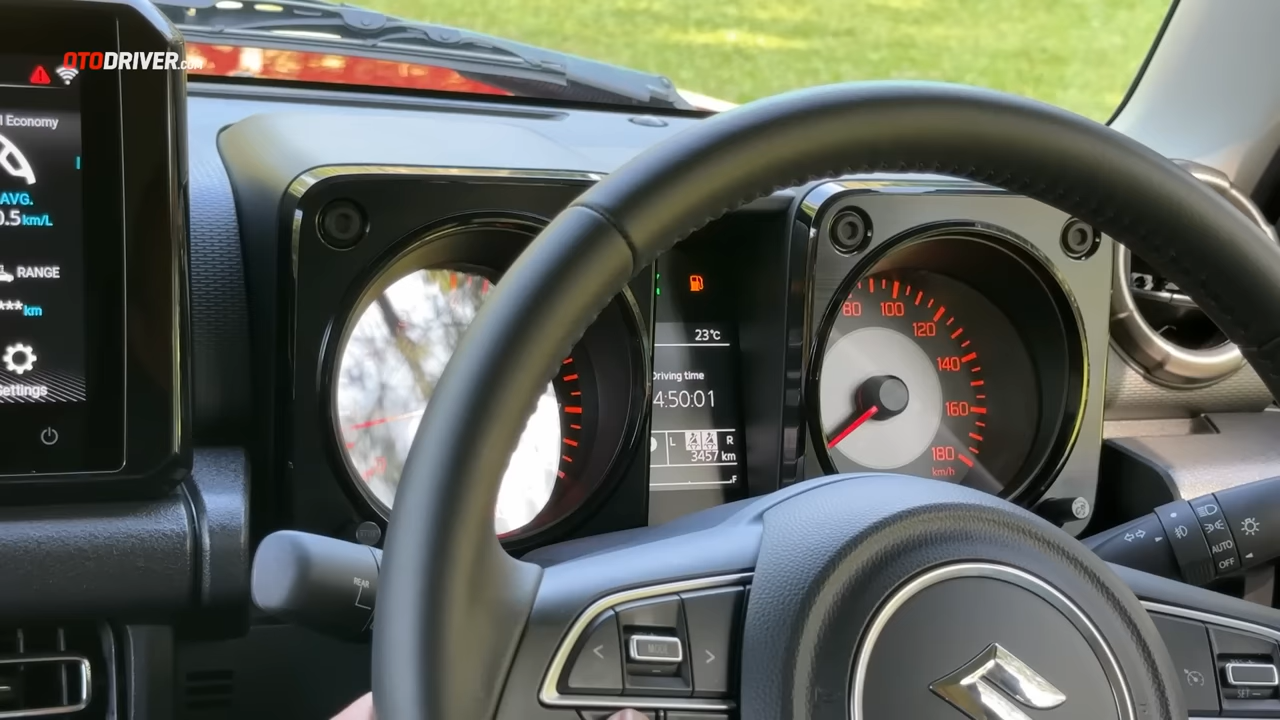 OTODRIVER.com
l Economy
AVG.
0.5km/L
RANGE
***km
Settings
23°C
Driving time
4:50:01
L R
3457 km
F
80
100
120
140
160
180
km/h
REAR
MODE
AUTO
OFF
SET